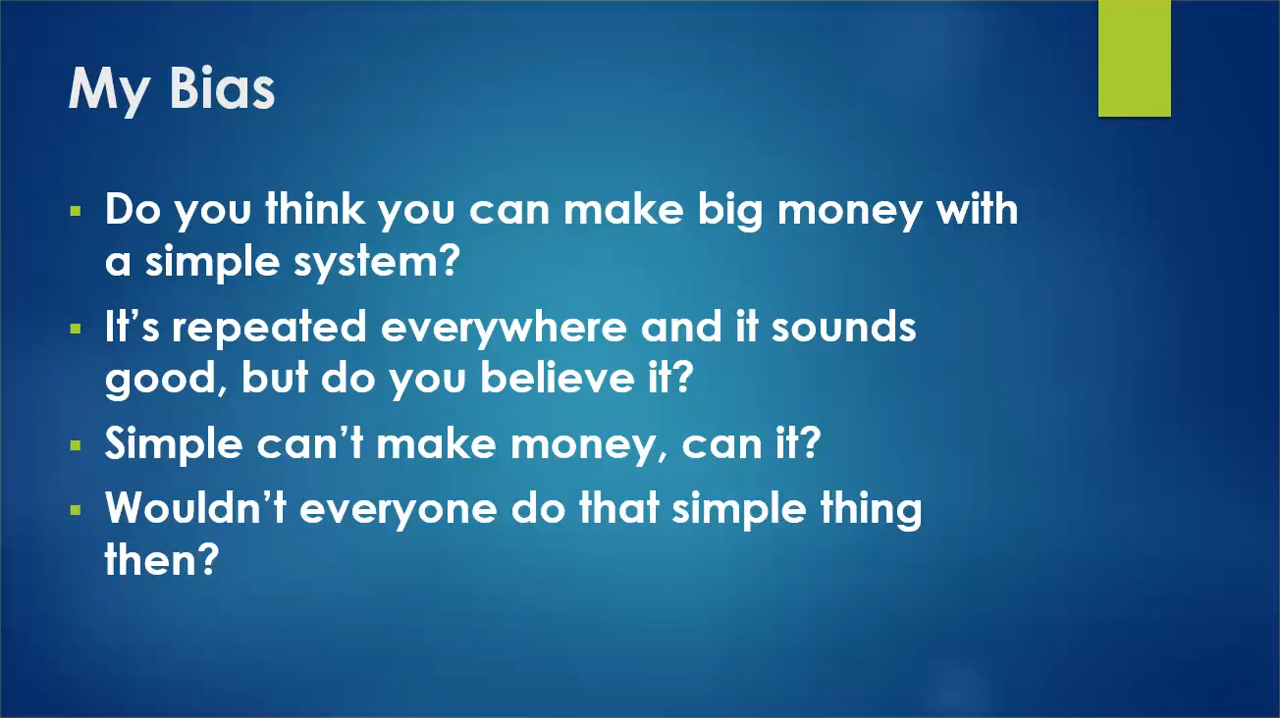 My Bias
Do you think you can make big money with
a simple system?
It’s repeated everywhere and it sounds
good, but do you believe it?
Simple can’t make money, can it?
Wouldn’t everyone do that simple thing
then?